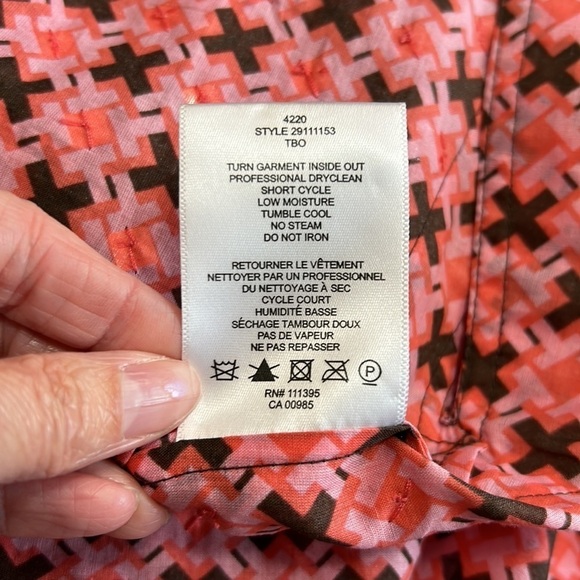 4220
STYLE 29111153
TBO
TURN GARMENT INSIDE OUT
PROFESSIONAL DRYCLEAN
SHORT CYCLE
LOW MOISTURE
TUMBLE COOL
NO STEAM
DO NOT IRON
RETOURNER LE VÊTEMENT
NETTOYER PAR UN PROFESSIONNEL
DU NETTOYAGE À SEC
CYCLE COURT
HUMIDITÉ BASSE
SÉCHAGE TAMBOUR DOUX
PAS DE VAPEUR
NE PAS REPASSER
P
RN# 111395
CA 00985